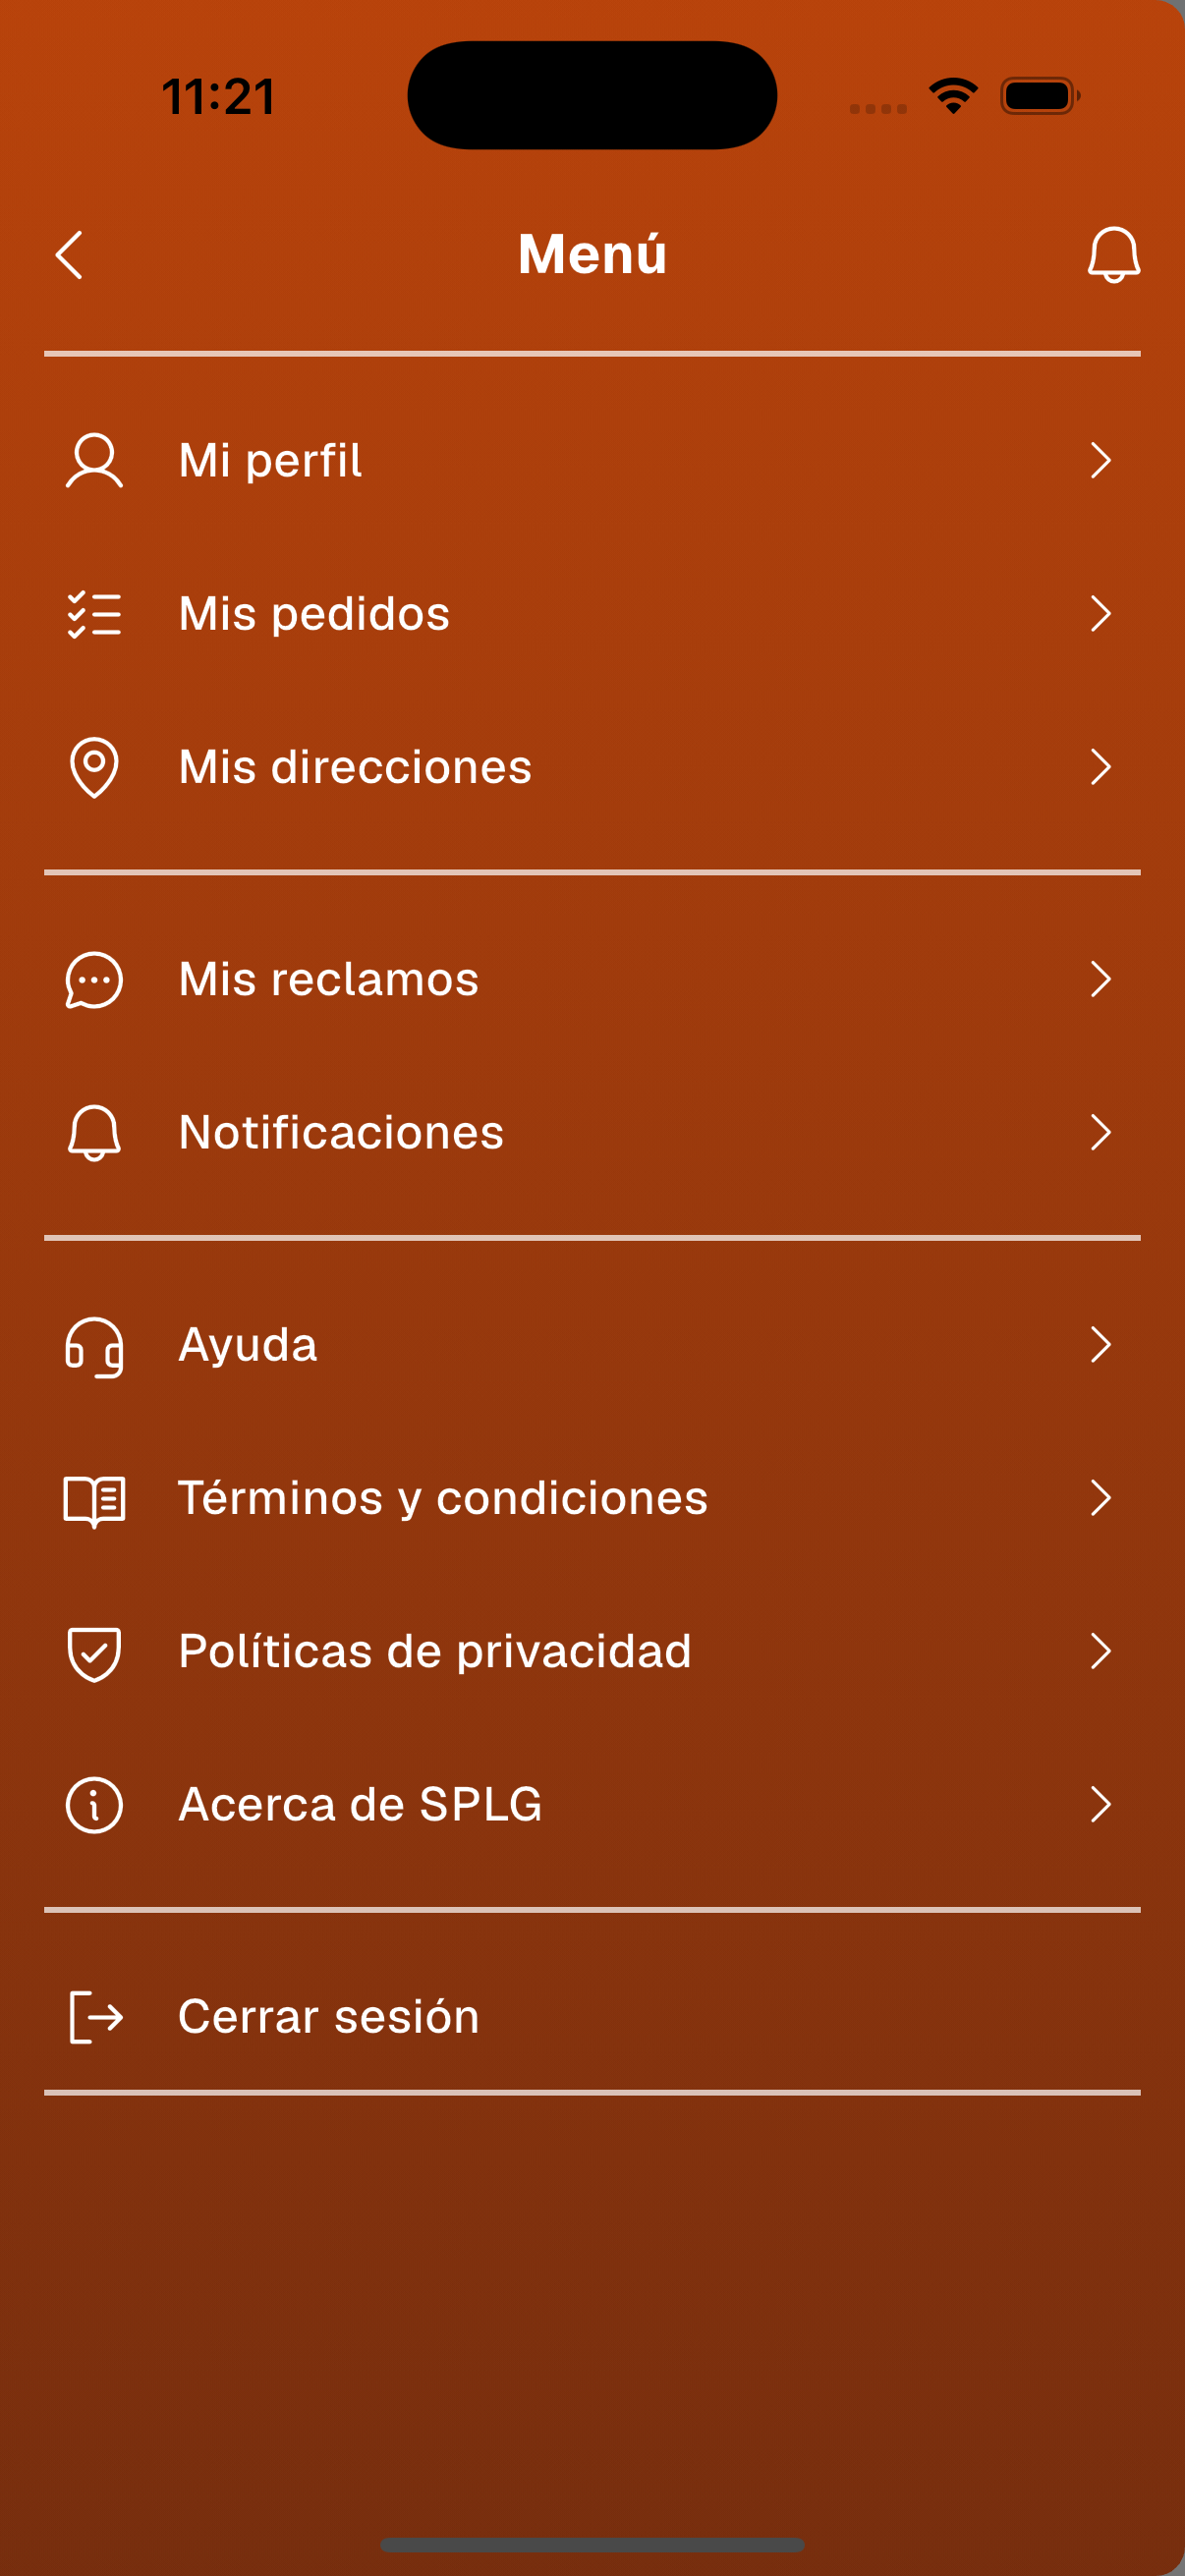 11:21
Menú
Mi perfil
Mis pedidos
Mis direcciones
Mis reclamos
Notificaciones
Ayuda
Términos y condiciones
Políticas de privacidad
Acerca de SPLG
Cerrar sesión